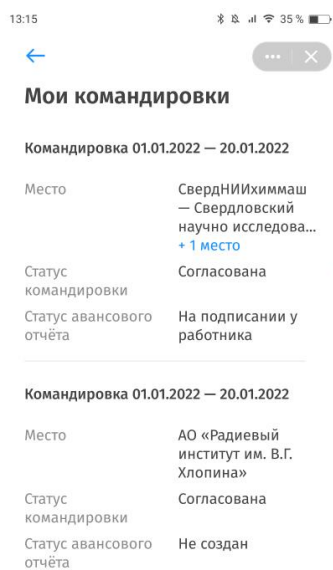 13:15
35 %
Мои командировки
Командировка 01.01.2022 — 20.01.2022
Место
СвердНИИхиммаш
— Свердловский
научно исследова...
+ 1 место
Статус
командировки
Согласована
Статус авансового
отчёта
На подписании у
работника
Командировка 01.01.2022 — 20.01.2022
Место
АО «Радиевый
институт им. В.Г.
Хлопина»
Статус
командировки
Согласована
Статус авансового
отчёта
Не создан